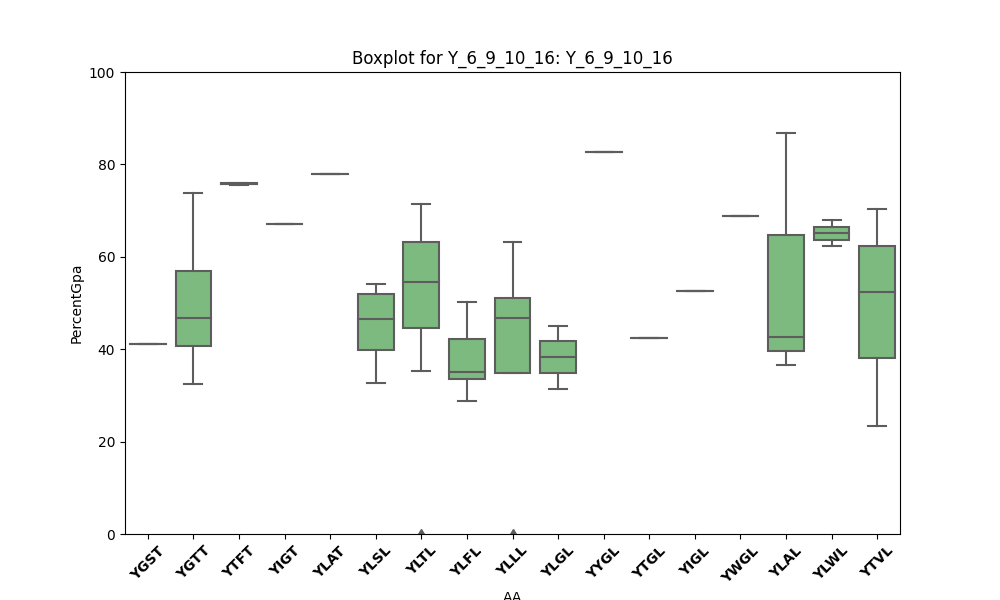 Boxplot for Y_6_9_10_16: Y_6_9_10_16
100
80
60
40
20
0
PercentGpa
YGST
YGTT
YTFT
YIGT
YLAT
YLSL
YLTL
YLFL
YLLL
YLGL
YYGL
YTGL
YIGL
YWGL
YLAL
YLWL
YTVL
AA